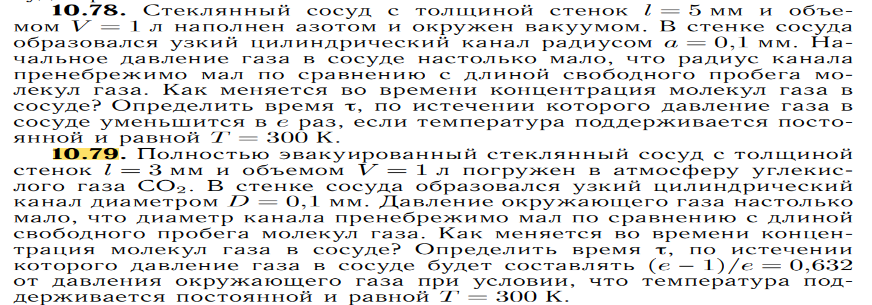 10.78. Стеклянный сосуд с толщиной стенок l = 5 мм и объе-
мом V = 1 л наполнен азотом и окружен вакуумом. В стенке сосуда
образовался узкий цилиндрический канал радиусом a = 0,1 мм. На-
чальное давление газа в сосуде настолько мало, что радиус канала
пренебрежимо мал по сравнению с длиной свободного пробега мо-
лекул газа. Как меняется во времени концентрация молекул газа в
сосуде? Определить время τ, по истечении которого давление газа в
сосуде уменьшится в e раз, если температура поддерживается посто-
янной и равной T = 300 К.
10.79. Полностью эвакуированный стеклянный сосуд с толщиной
стенок l = 3 мм и объемом V = 1 л погружен в атмосферу углекис-
лого газа CO₂. В стенке сосуда образовался узкий цилиндрический
канал диаметром D = 0,1 мм. Давление окружающего газа настолько
мало, что диаметр канала пренебрежимо мал по сравнению с длиной
свободного пробега молекул газа. Как меняется во времени концен-
трация молекул газа в сосуде? Определить время τ, по истечении
которого давление газа в сосуде будет составлять (e − 1)/e = 0,632
от давления окружающего газа при условии, что температура под-
держивается постоянной и равной T = 300 К.